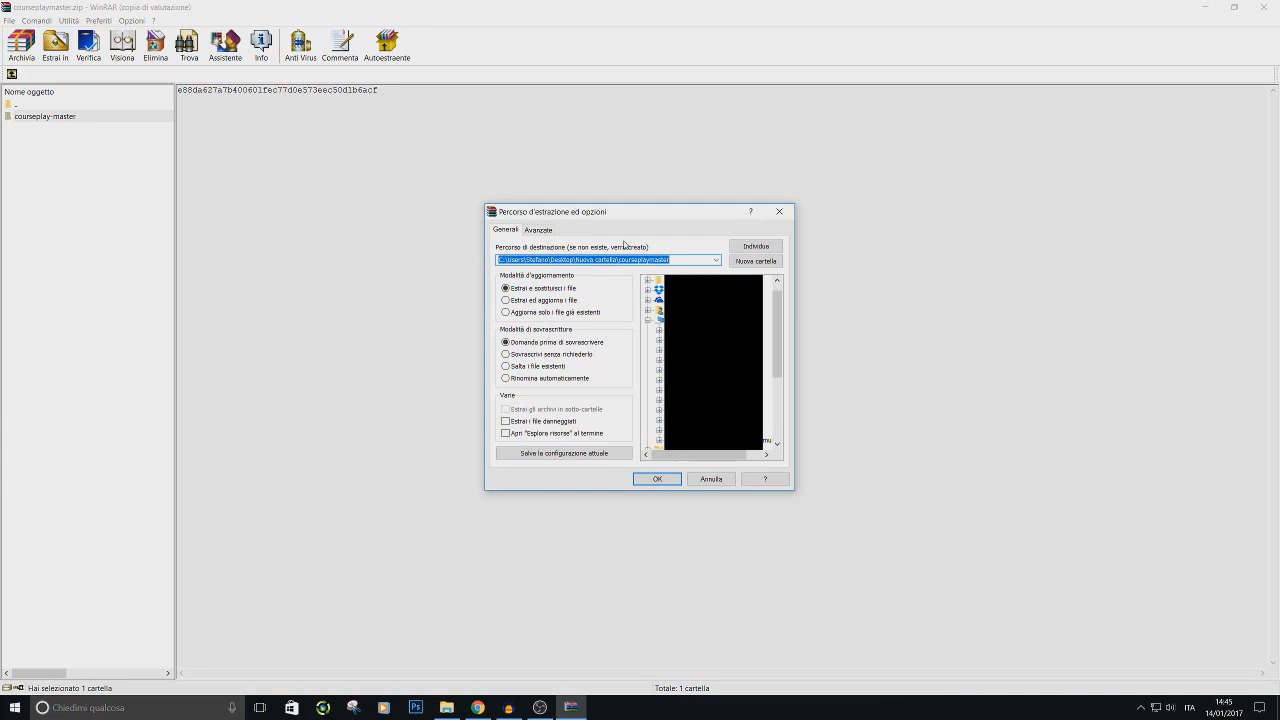 courseplaymaster.zip - WinRAR (copia di valutazione)
File Comandi Utilità Preferiti Opzioni ?
Archivia Estrai in Verifica Visiona Elimina Trova Assistente Info Anti Virus Commenta Autoestraente
Nome oggetto
e88da627a7b400601fec77d0e573eec50d1b6acf
..
courseplay-master
Percorso d'estrazione ed opzioni
?
Generali Avanzate
Percorso di destinazione (se non esiste, verrà creato)
Individua
C:\Users\Stefano\Desktop\Nuova cartella\courseplaymaster
Nuova cartella
Modalità d'aggiornamento
Estrai e sostituisci i file
Estrai ed aggiorna i file
Aggiorna solo i file già esistenti
Modalità di sovrascrittura
Domanda prima di sovrascrivere
Sovrascrivi senza richiederlo
Salta i file esistenti
Rinomina automaticamente
Varie
Estrai gli archivi in sotto-cartelle
Estrai i file danneggiati
Apri "Esplora risorse" al termine
mu
Salva la configurazione attuale
OK Annulla ?
Hai selezionato 1 cartella
Totale: 1 cartella
Chiedimi qualcosa
Ps
ITA
14:45
14/01/2017